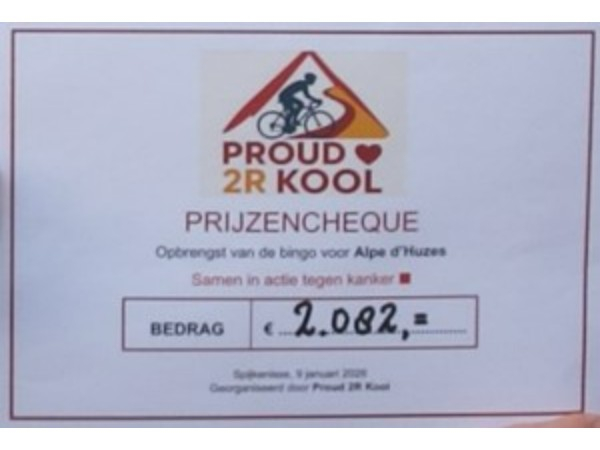 PROUD ♥
2R KOOL
PRIJZENCHEQUE
Opbrengst van de bingo voor Alpe d'Huzes
Samen in actie tegen kanker
BEDRAG € 2.082,=
9 januari 2026
Georganiseerd door Proud 2R Kool